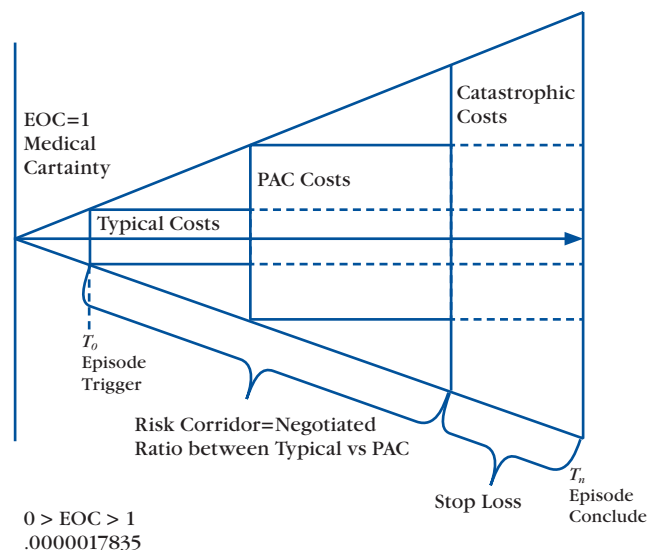 Catastrophic
Costs
EOC=1
Medical
Cartainty
PAC Costs
Typical Costs
T0
Episode
Trigger
Risk Corridor=Negotiated
Ratio between Typical vs PAC
Tn
Episode
Conclude
Stop Loss
0 > EOC > 1
.0000017835